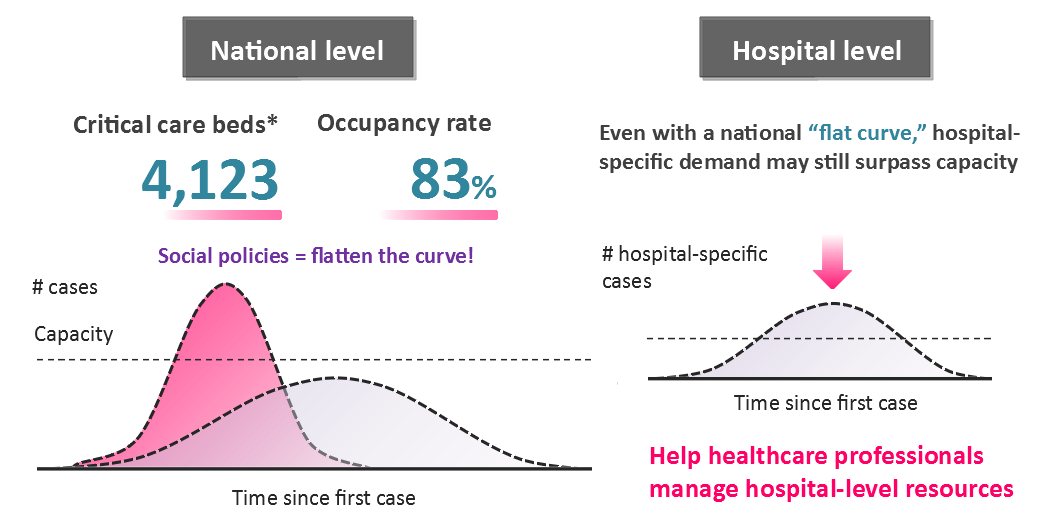 National level
Critical care beds*
4,123
Occupancy rate
83%
Social policies = flatten the curve!
# cases
Capacity
Time since first case
Hospital level
Even with a national “flat curve,” hospital-
specific demand may still surpass capacity
# hospital-specific
cases
Time since first case
Help healthcare professionals
manage hospital-level resources